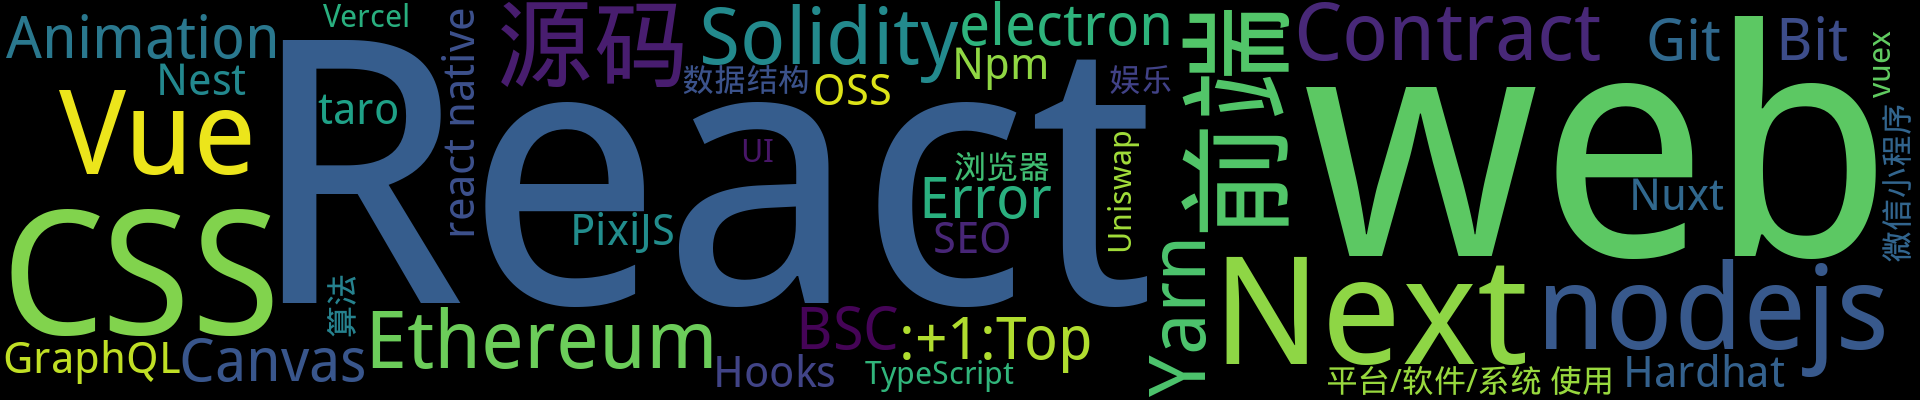 Animation
Vercel
react native
源码
Solidity
electron
Contract
Git
Bit
vuex
Nest
数据结构
OSS
Npm
娱乐
前端
Vue
taro
React
web
UI
浏览器
Error
Uniswap
微信小程序
Nuxt
CSS
PixiJS
SEO
Yarn
Next
nodejs
算法
Ethereum
BSC
:+1:Top
GraphQL
Canvas
Hooks
TypeScript
平台/软件/系统 使用
Hardhat